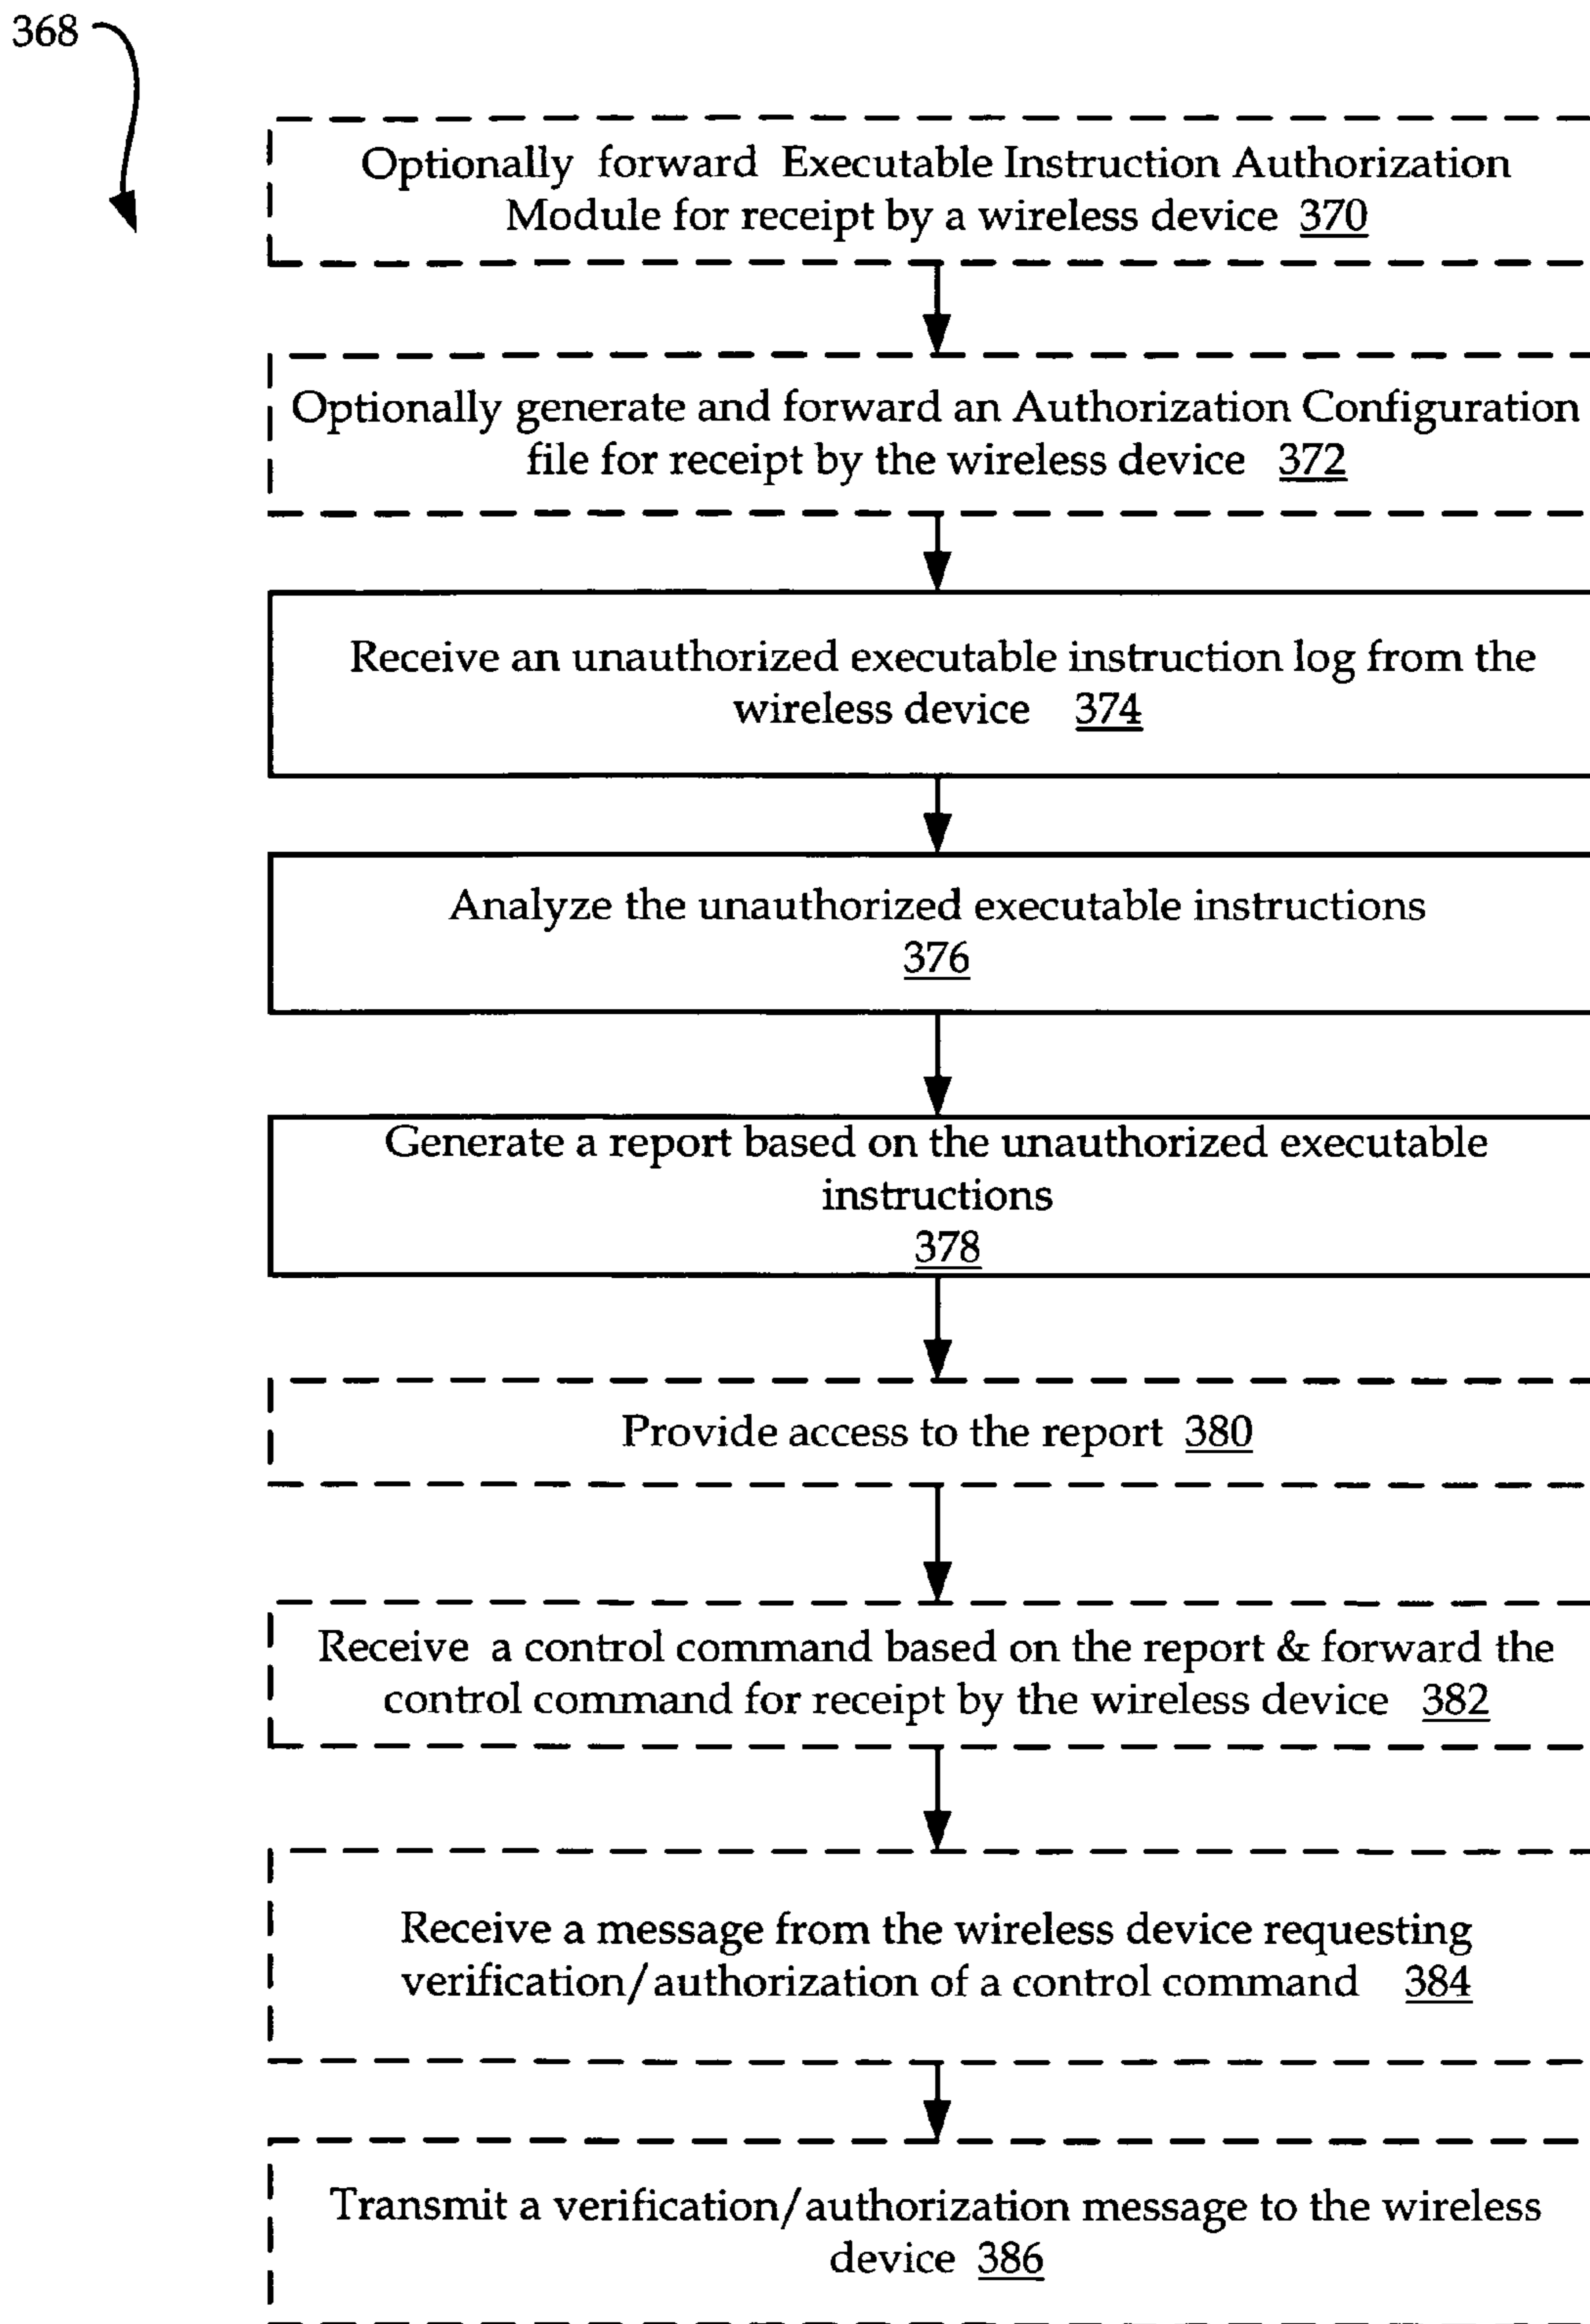 368
Optionally forward Executable Instruction Authorization
Module for receipt by a wireless device 370
Optionally generate and forward an Authorization Configuration
file for receipt by the wireless device 372
Receive an unauthorized executable instruction log from the
wireless device 374
Analyze the unauthorized executable instructions
376
Generate a report based on the unauthorized executable
instructions
378
Provide access to the report 380
Receive a control command based on the report & forward the
control command for receipt by the wireless device 382
Receive a message from the wireless device requesting
verification/authorization of a control command 384
Transmit a verification/authorization message to the wireless
device 386